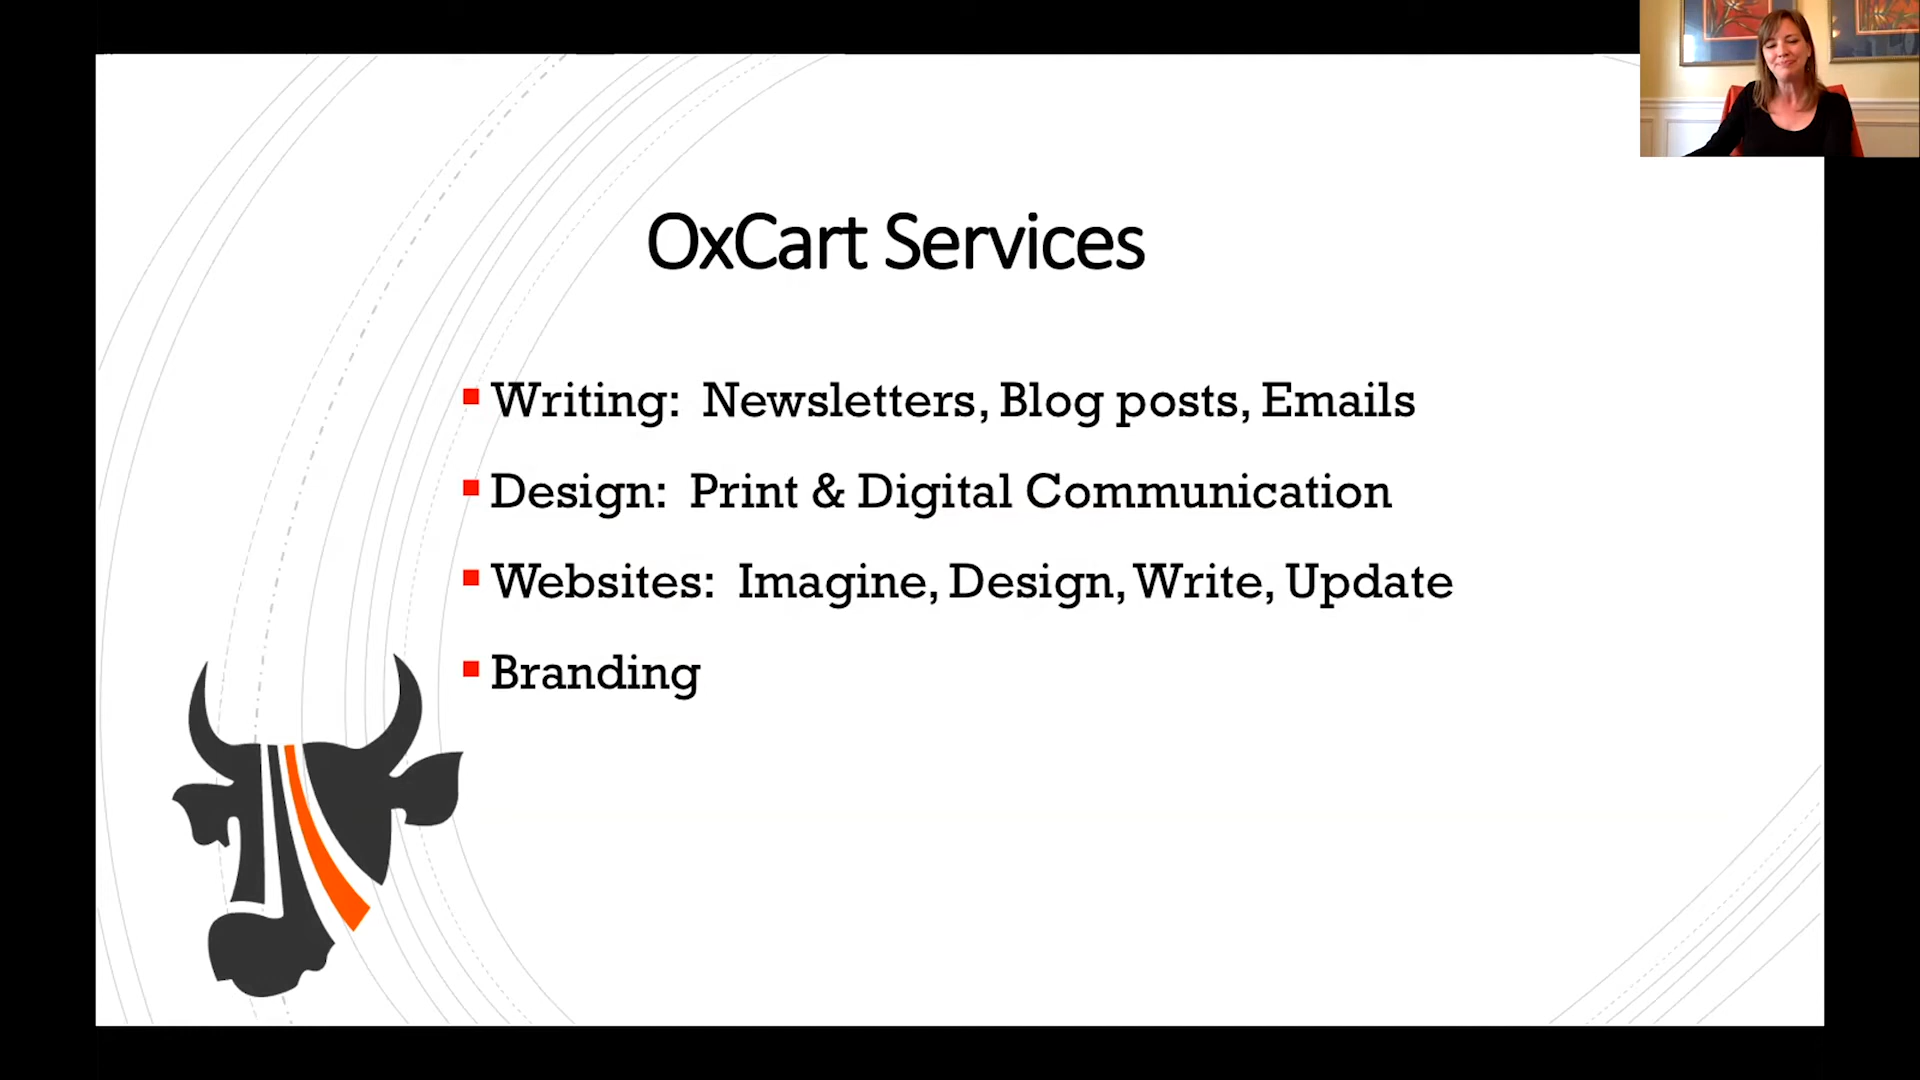 OxCart Services
Writing: Newsletters, Blog posts, Emails
Design: Print & Digital Communication
Websites: Imagine, Design, Write, Update
Branding